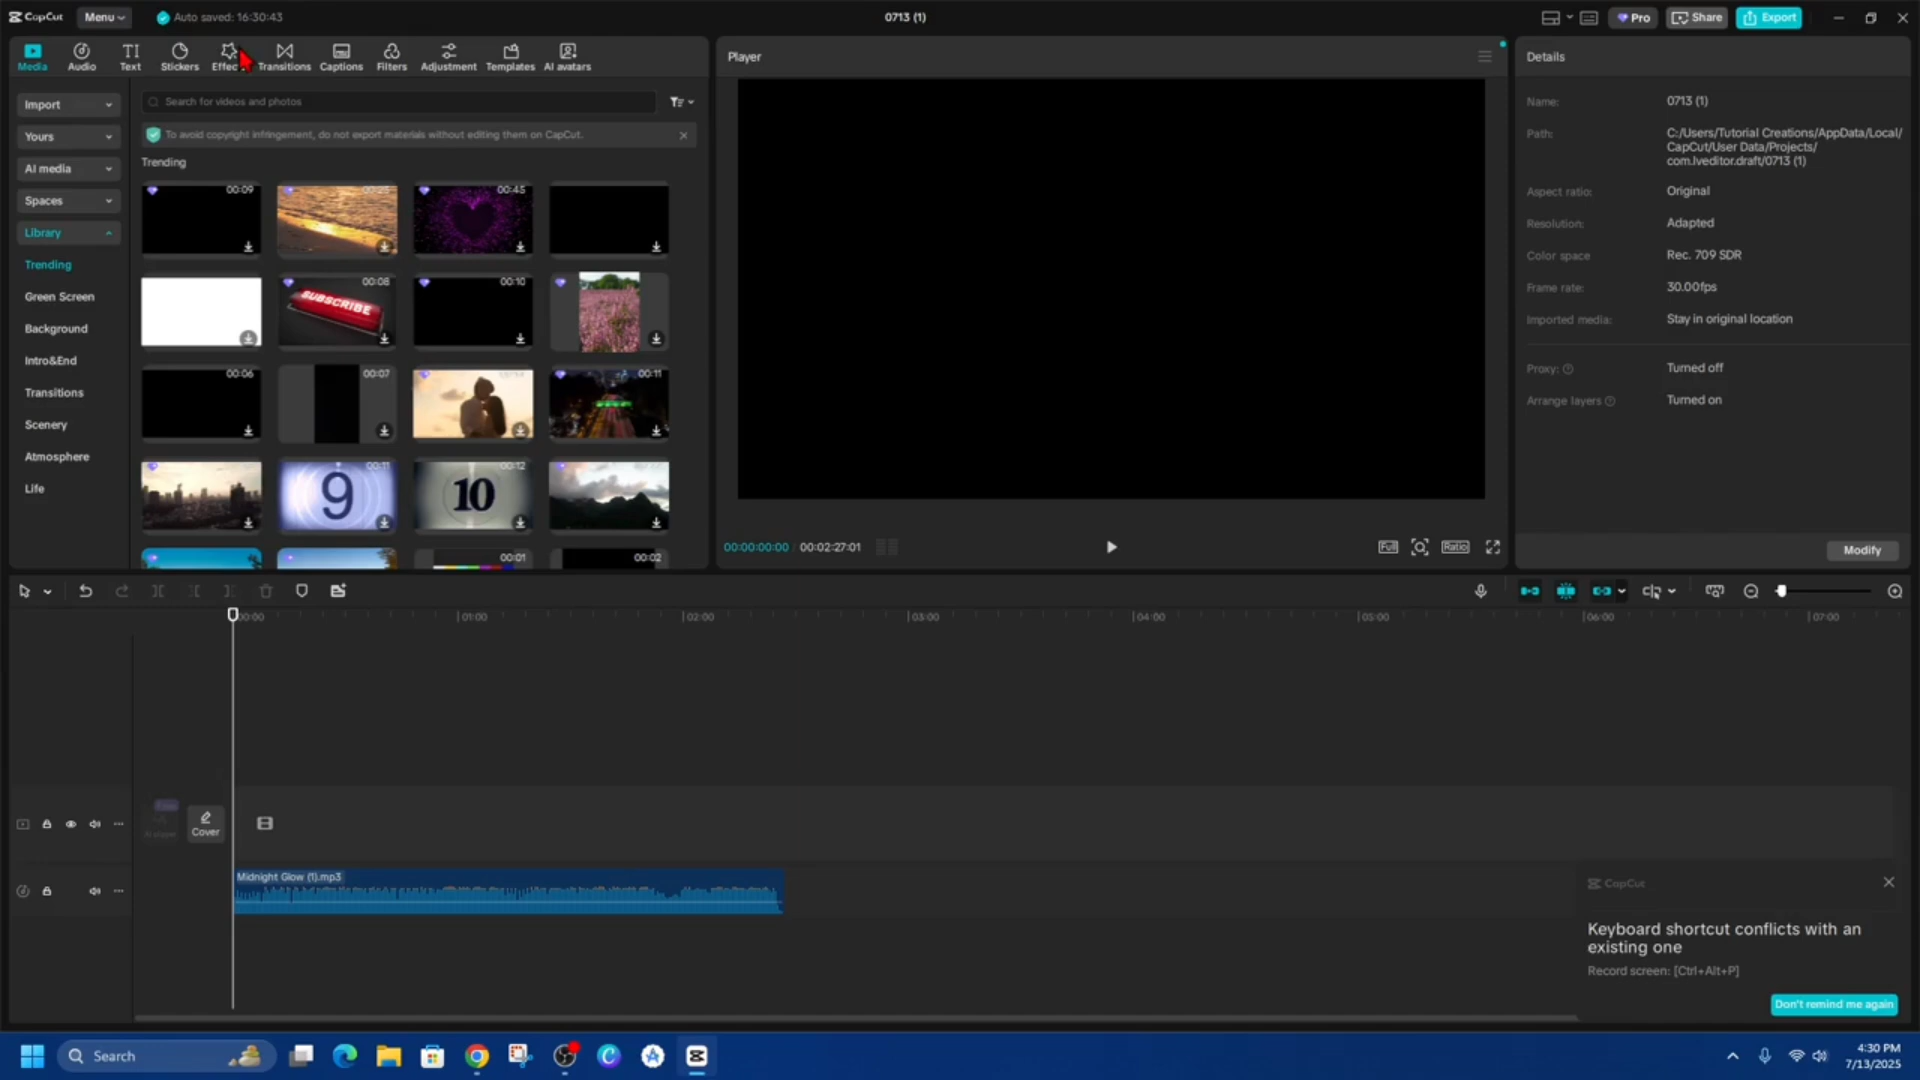 CapCut
Menu
Auto saved: 16:30:43
0713 (1)
Pro
Share
Export
Media
Audio
Text
Stickers
Transitions
Captions
Filters
Adjustment
Templates
AI avatars
Import
Yours
AI media
Spaces
Library
Trending
Green Screen
Background
Intro&End
Transitions
Scenery
Atmosphere
Life
Search for videos and photos
To avoid copyright infringement, do not export materials without editing them on CapCut.
Trending
00:09
00:45
00:08
SUBSCRIBE
00:10
00:06
00:07
00:11
00:11
9
00:12
10
00:01
00:02
Player
00:00:00:00 / 00:02:27:01
Full
Ratio
Details
Name: 0713 (1)
Path: C:/Users/Tutorial Creations/AppData/Local/
CapCut/User Data/Projects/
com.lveditor.draft/0713 (1)
Aspect ratio: Original
Resolution: Adapted
Color space Rec. 709 SDR
Frame rate: 30.00fps
Imported media: Stay in original location
Proxy: Turned off
Arrange layers Turned on
Modify
00:00
01:00
02:00
03:00
04:00
05:00
06:00
07:00
Cover
Midnight Glow (1).mp3
CapCut
Keyboard shortcut conflicts with an
existing one
Record screen: [Ctrl+Alt+P]
Don't remind me again
Search
4:30 PM
7/13/2025